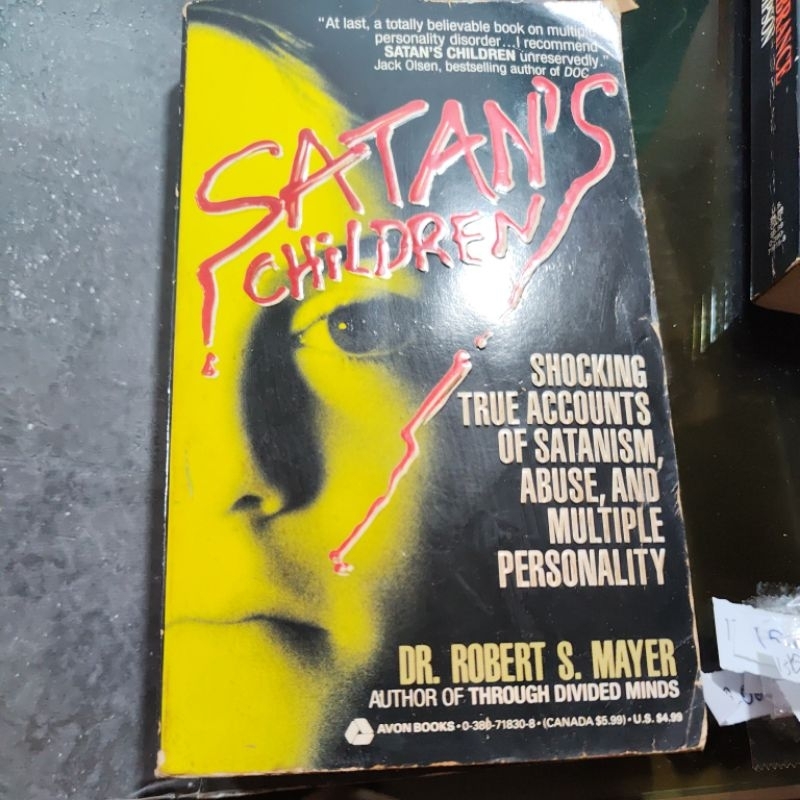 "At last, a totally believable book on multiple
personality disorder...I recommend
SATAN'S CHILDREN unreservedly."
Jack Olsen, bestselling author of DOC
SATAN'S
CHiLDREN
SHOCKING
TRUE ACCOUNTS
OF SATANISM,
ABUSE, AND
MULTIPLE
PERSONALITY
DR. ROBERT S. MAYER
AUTHOR OF THROUGH DIVIDED MINDS
AVON BOOKS • 0-380-71830-8 • (CANADA $5.99) • U.S. $4.99